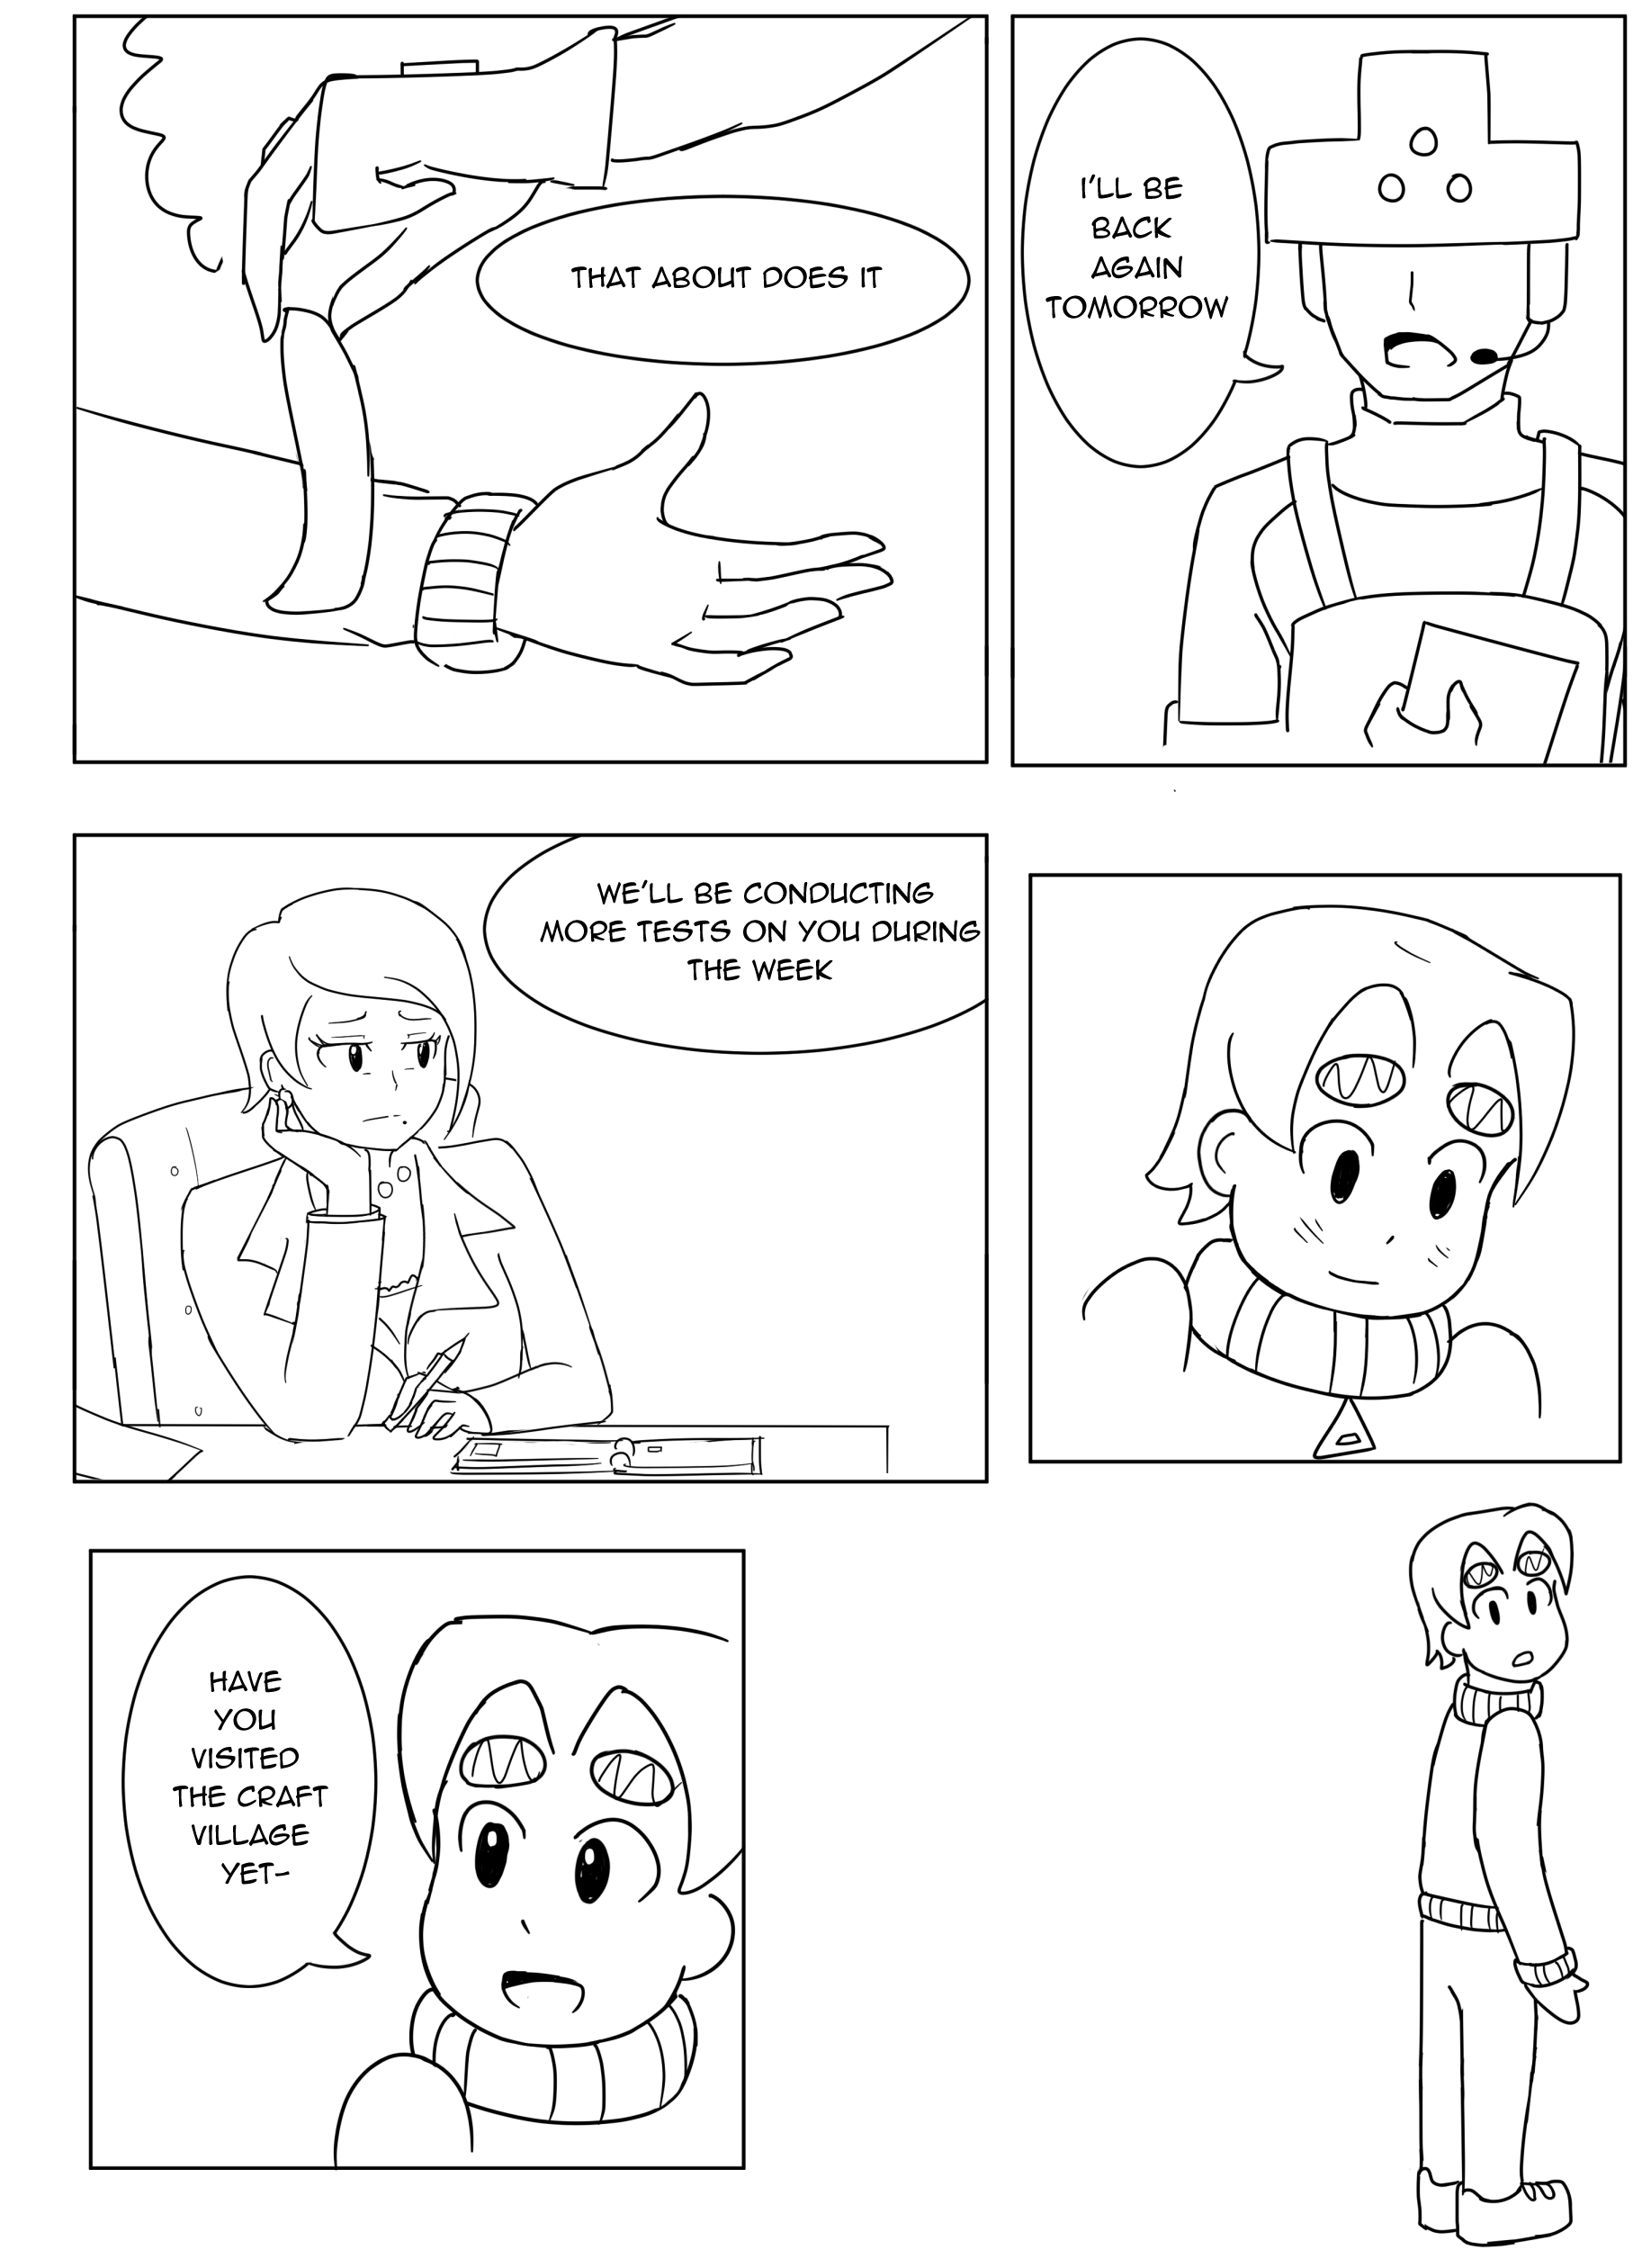 THAT ABOUT DOES IT
I'LL BE
BACK
AGAIN
TOMORROW
WE'LL BE CONDUCTING
MORE TESTS ON YOU DURING
THE WEEK
HAVE
YOU
VISITED
THE CRAFT
VILLAGE
YET-